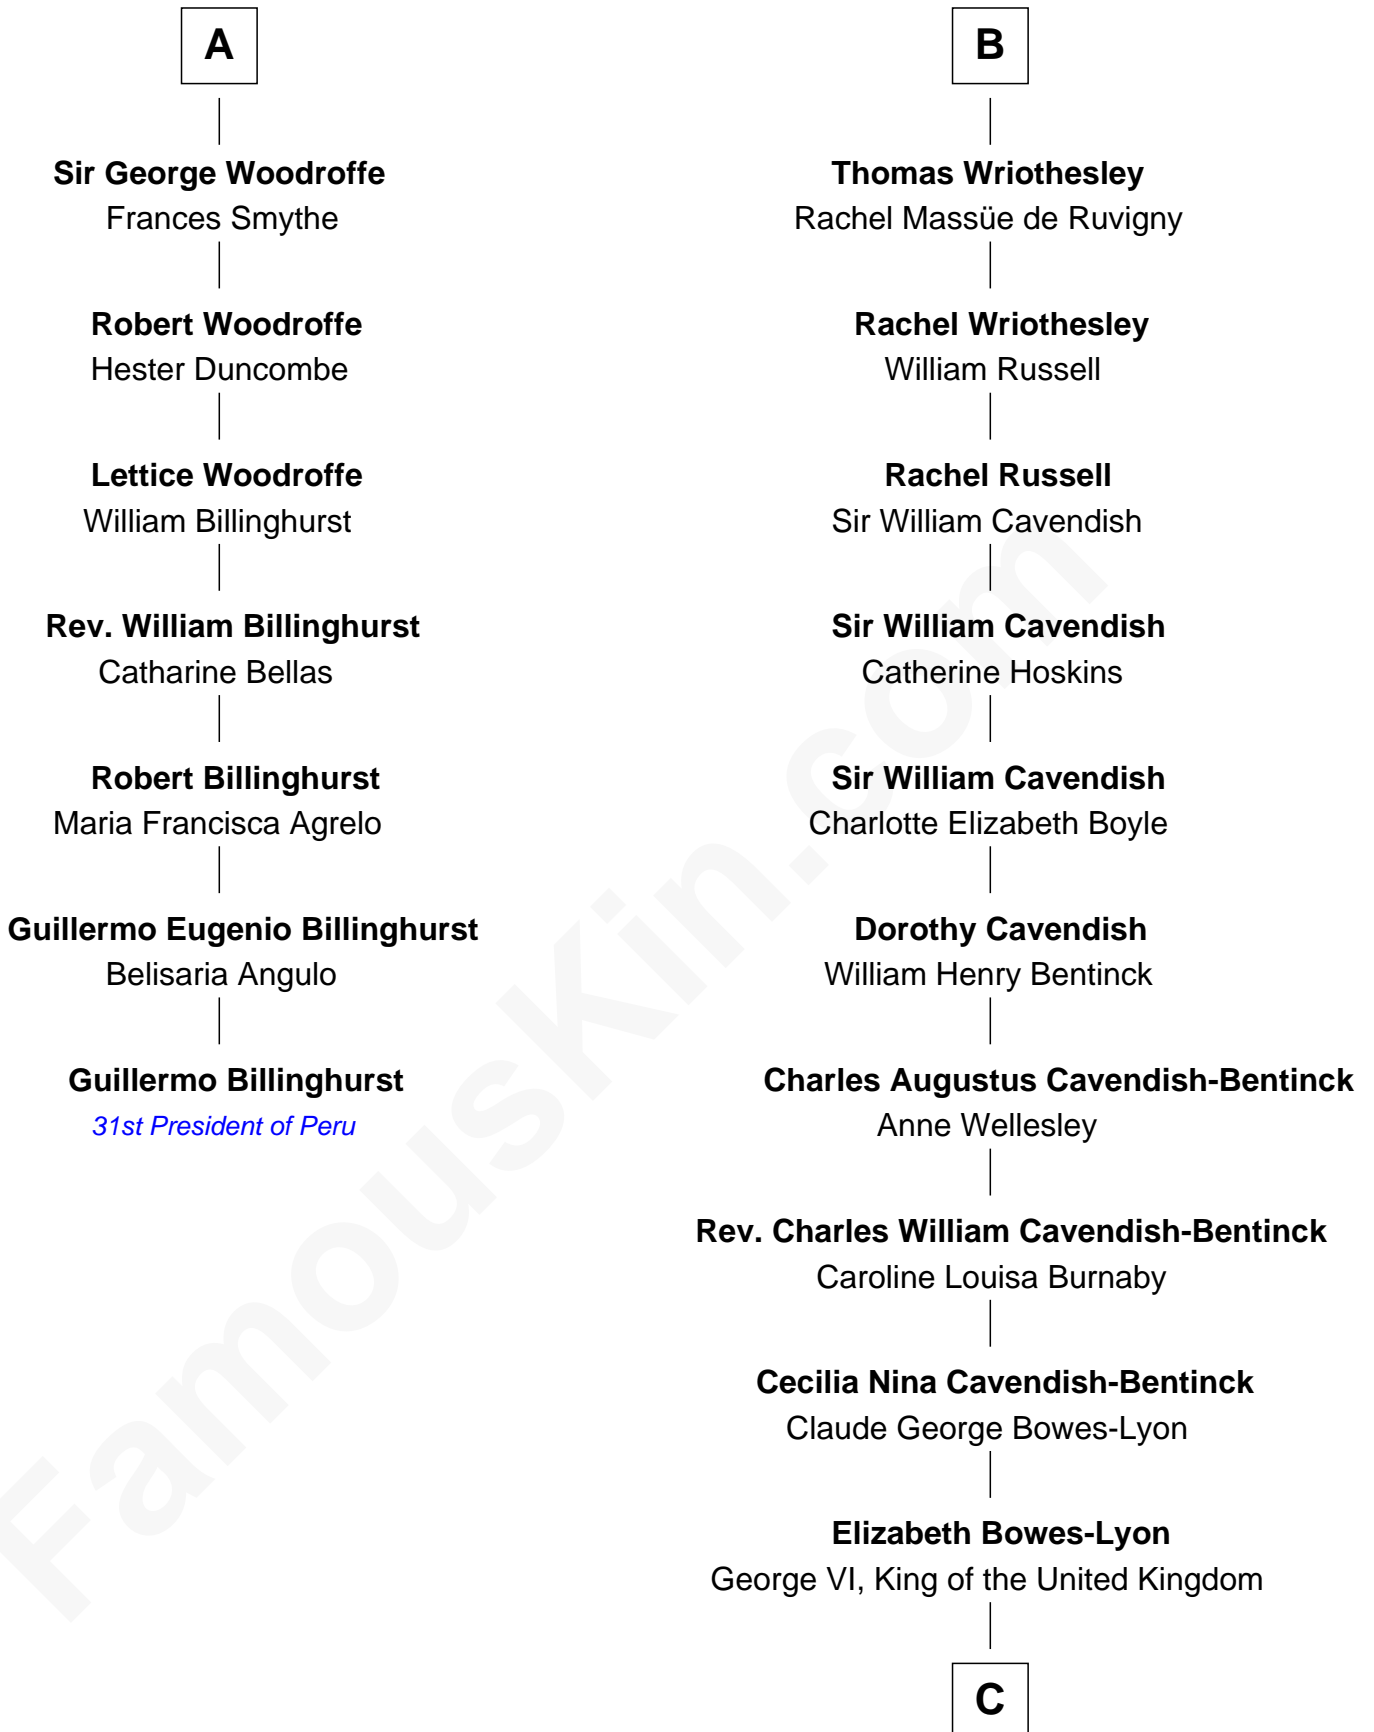 A
Sir George Woodroffe
Frances Smythe
Robert Woodroffe
Hester Duncombe
Lettice Woodroffe
William Billinghurst
Rev. William Billinghurst
Catharine Bellas
Robert Billinghurst
Maria Francisca Agrelo
Guillermo Eugenio Billinghurst
Belisaria Angulo
Guillermo Billinghurst
31st President of Peru
B
Thomas Wriothesley
Rachel Massüe de Ruvigny
Rachel Wriothesley
William Russell
Rachel Russell
Sir William Cavendish
Sir William Cavendish
Catherine Hoskins
Sir William Cavendish
Charlotte Elizabeth Boyle
Dorothy Cavendish
William Henry Bentinck
Charles Augustus Cavendish-Bentinck
Anne Wellesley
Rev. Charles William Cavendish-Bentinck
Caroline Louisa Burnaby
Cecilia Nina Cavendish-Bentinck
Claude George Bowes-Lyon
Elizabeth Bowes-Lyon
George VI, King of the United Kingdom
C
FamousKin.com